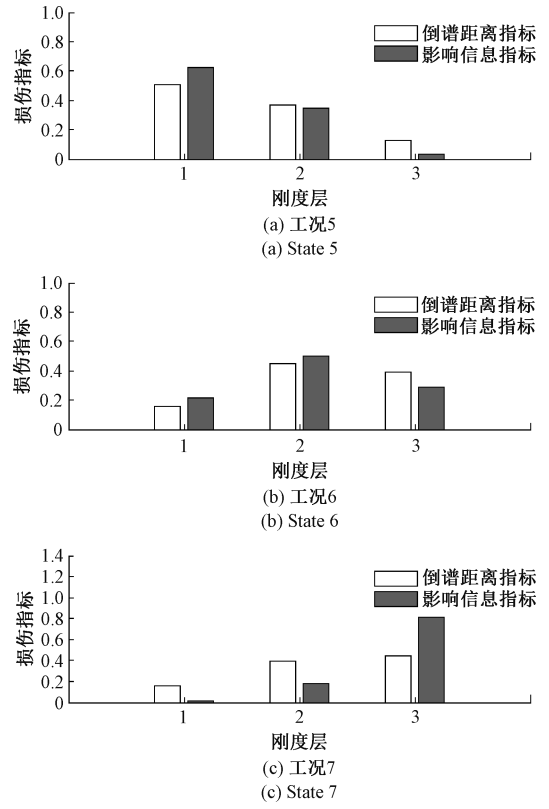 1.0
0.8
0.6
0.4
0.2
0
损伤指标
倒谱距离指标
影响信息指标
1 2 3
刚度层
(a) 工况5
(a) State 5
1.0
0.8
0.6
0.4
0.2
0
损伤指标
倒谱距离指标
影响信息指标
1 2 3
刚度层
(b) 工况6
(b) State 6
1.4
1.2
1.0
0.8
0.6
0.4
0.2
0
损伤指标
倒谱距离指标
影响信息指标
1 2 3
刚度层
(c) 工况7
(c) State 7